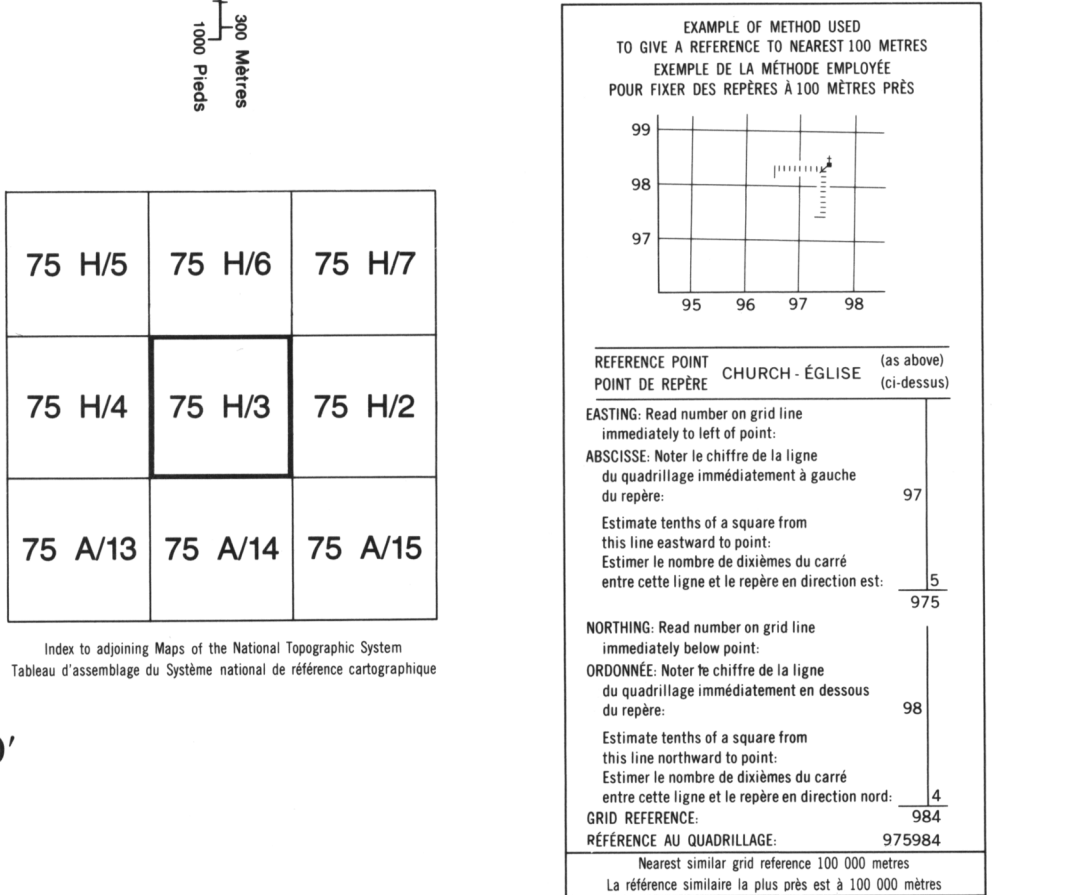 300 Mètres
1000 Pieds
75 H/5 75 H/6 75 H/7
75 H/4 75 H/3 75 H/2
75 A/13 75 A/14 75 A/15
Index to adjoining Maps of the National Topographic System
Tableau d'assemblage du Système national de référence cartographique
EXAMPLE OF METHOD USED
TO GIVE A REFERENCE TO NEAREST 100 METRES
EXEMPLE DE LA MÉTHODE EMPLOYÉE
POUR FIXER DES REPÈRES À 100 MÈTRES PRÈS
99
98
97
95 96 97 98
REFERENCE POINT
POINT DE REPÈRE
CHURCH - ÉGLISE
(as above)
(ci-dessus)
EASTING: Read number on grid line
immediately to left of point:
ABSCISSE: Noter le chiffre de la ligne
du quadrillage immédiatement à gauche
du repère: 97
Estimate tenths of a square from
this line eastward to point:
Estimer le nombre de dixièmes du carré
entre cette ligne et le repère en direction est: 5
975
NORTHING: Read number on grid line
immediately below point:
ORDONNÉE: Noter le chiffre de la ligne
du quadrillage immédiatement en dessous
du repère: 98
Estimate tenths of a square from
this line northward to point:
Estimer le nombre de dixièmes du carré
entre cette ligne et le repère en direction nord: 4
GRID REFERENCE: 984
RÉFÉRENCE AU QUADRILLAGE: 975984
Nearest similar grid reference 100 000 metres
La référence similaire la plus près est à 100 000 mètres